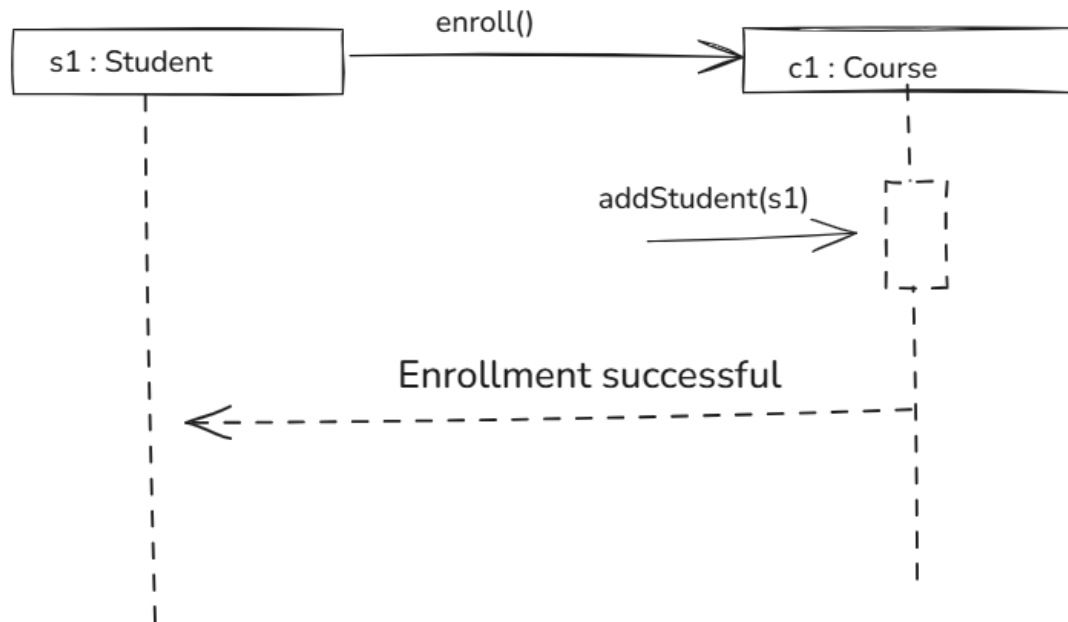 enroll()
s1 : Student
c1 : Course
addStudent(s1)
Enrollment successful